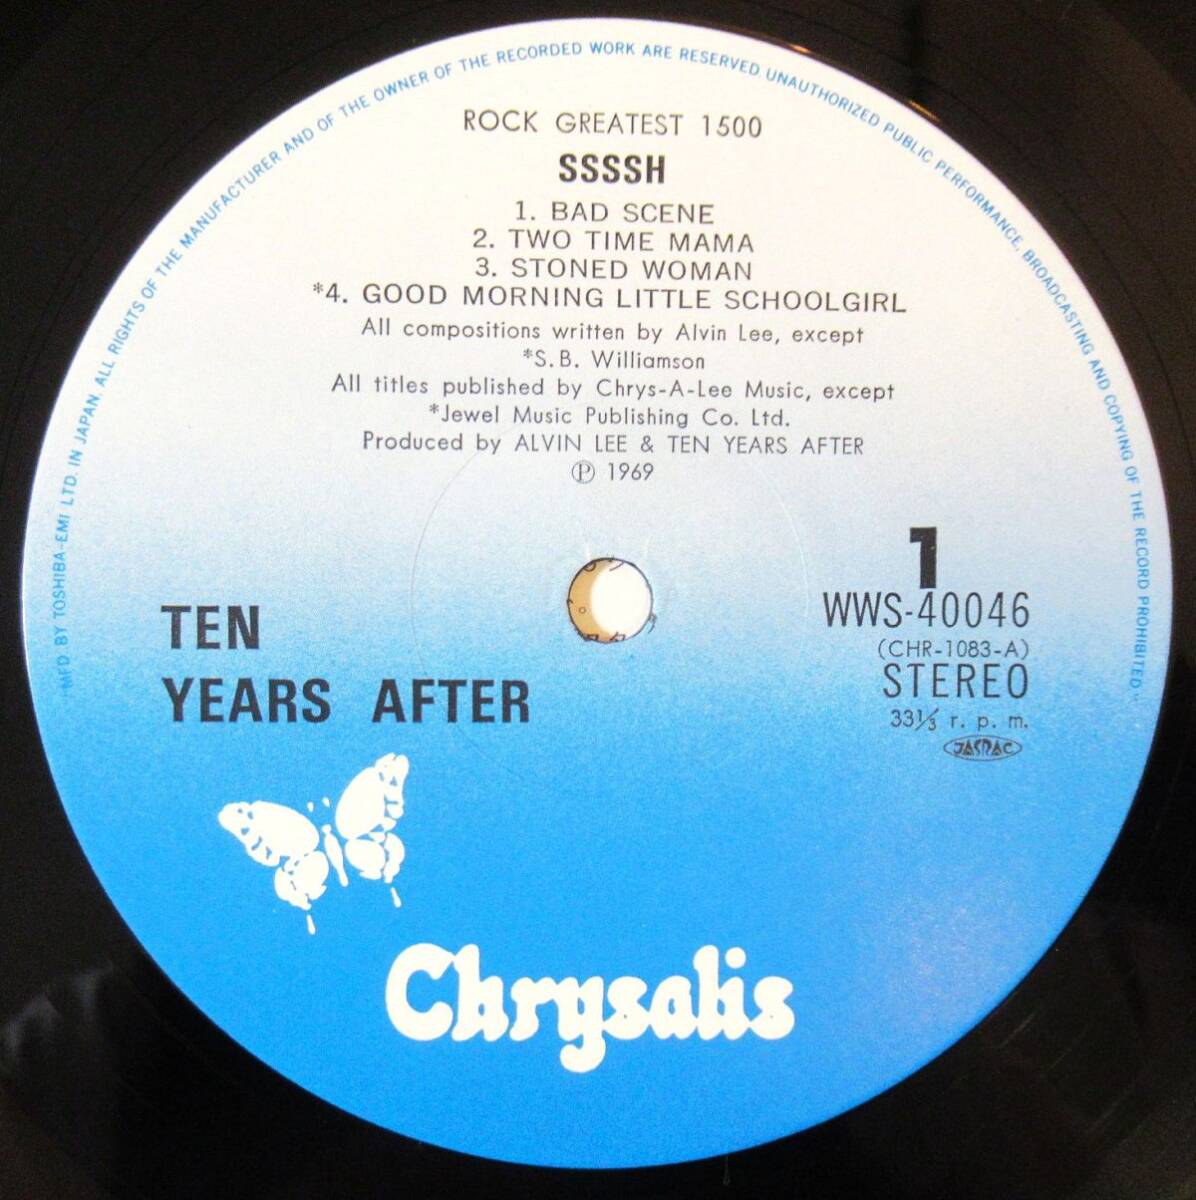 MFD BY TOSHIBA-EMI LTD. IN JAPAN. ALL RIGHTS OF THE MANUFACTURER AND OF THE OWNER OF THE RECORDED WORK ARE RESERVED. UNAUTHORIZED PUBLIC PERFORMANCE, BROADCASTING AND COPYING OF THE RECORD PROHIBITED.
ROCK GREATEST 1500
SSSSH
1. BAD SCENE
2. TWO TIME MAMA
3. STONED WOMAN
*4. GOOD MORNING LITTLE SCHOOLGIRL
All compositions written by Alvin Lee, except
*S.B. Williamson
All titles published by Chrys-A-Lee Music, except
*Jewel Music Publishing Co. Ltd.
Produced by ALVIN LEE & TEN YEARS AFTER
Ⓟ 1969
1
WWS-40046
(CHR-1083-A)
STEREO
33⅓ r. p. m.
JASRAC
TEN
YEARS AFTER
Chrysalis